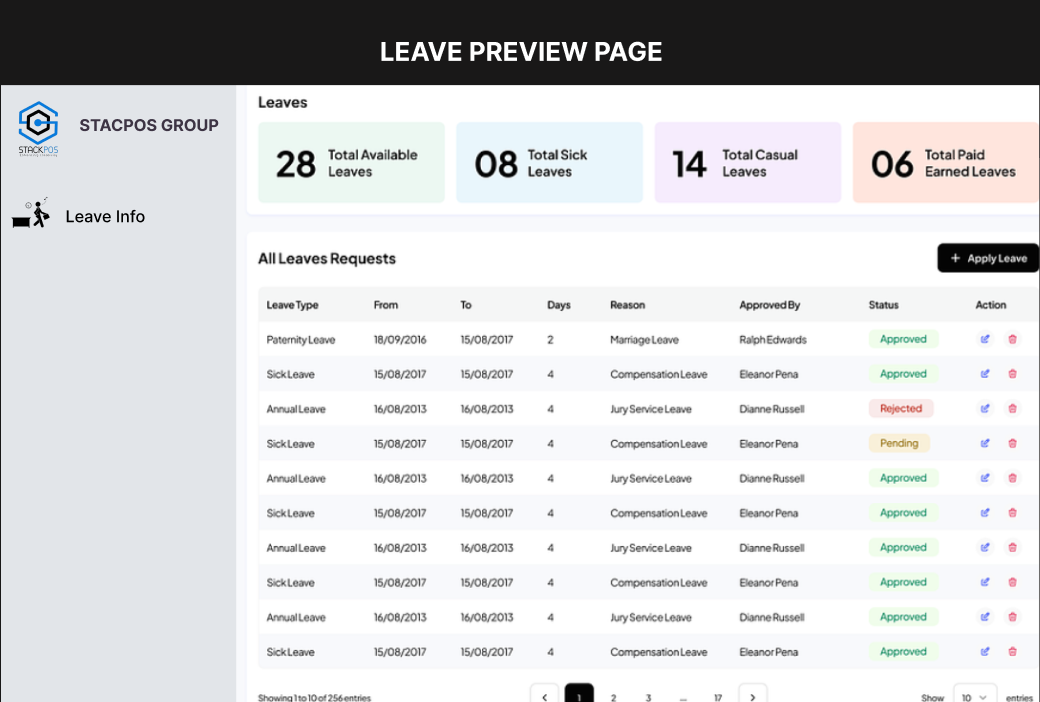 LEAVE PREVIEW PAGE
STACKPOS
STACPOS GROUP
Leave Info
Leaves
28 Total Available Leaves
08 Total Sick Leaves
14 Total Casual Leaves
06 Total Paid Earned Leaves
All Leaves Requests
+ Apply Leave
Leave Type From To Days Reason Approved By Status Action
Paternity Leave 18/09/2016 15/08/2017 2 Marriage Leave Ralph Edwards Approved
Sick Leave 15/08/2017 15/08/2017 4 Compensation Leave Eleanor Pena Approved
Annual Leave 16/08/2013 16/08/2013 4 Jury Service Leave Dianne Russell Rejected
Sick Leave 15/08/2017 15/08/2017 4 Compensation Leave Eleanor Pena Pending
Annual Leave 16/08/2013 16/08/2013 4 Jury Service Leave Dianne Russell Approved
Sick Leave 15/08/2017 15/08/2017 4 Compensation Leave Eleanor Pena Approved
Annual Leave 16/08/2013 16/08/2013 4 Jury Service Leave Dianne Russell Approved
Sick Leave 15/08/2017 15/08/2017 4 Compensation Leave Eleanor Pena Approved
Annual Leave 16/08/2013 16/08/2013 4 Jury Service Leave Dianne Russell Approved
Sick Leave 15/08/2017 15/08/2017 4 Compensation Leave Eleanor Pena Approved
Showing 1 to 10 of 256 entries < 1 2 3 ... 17 > Show 10 entries